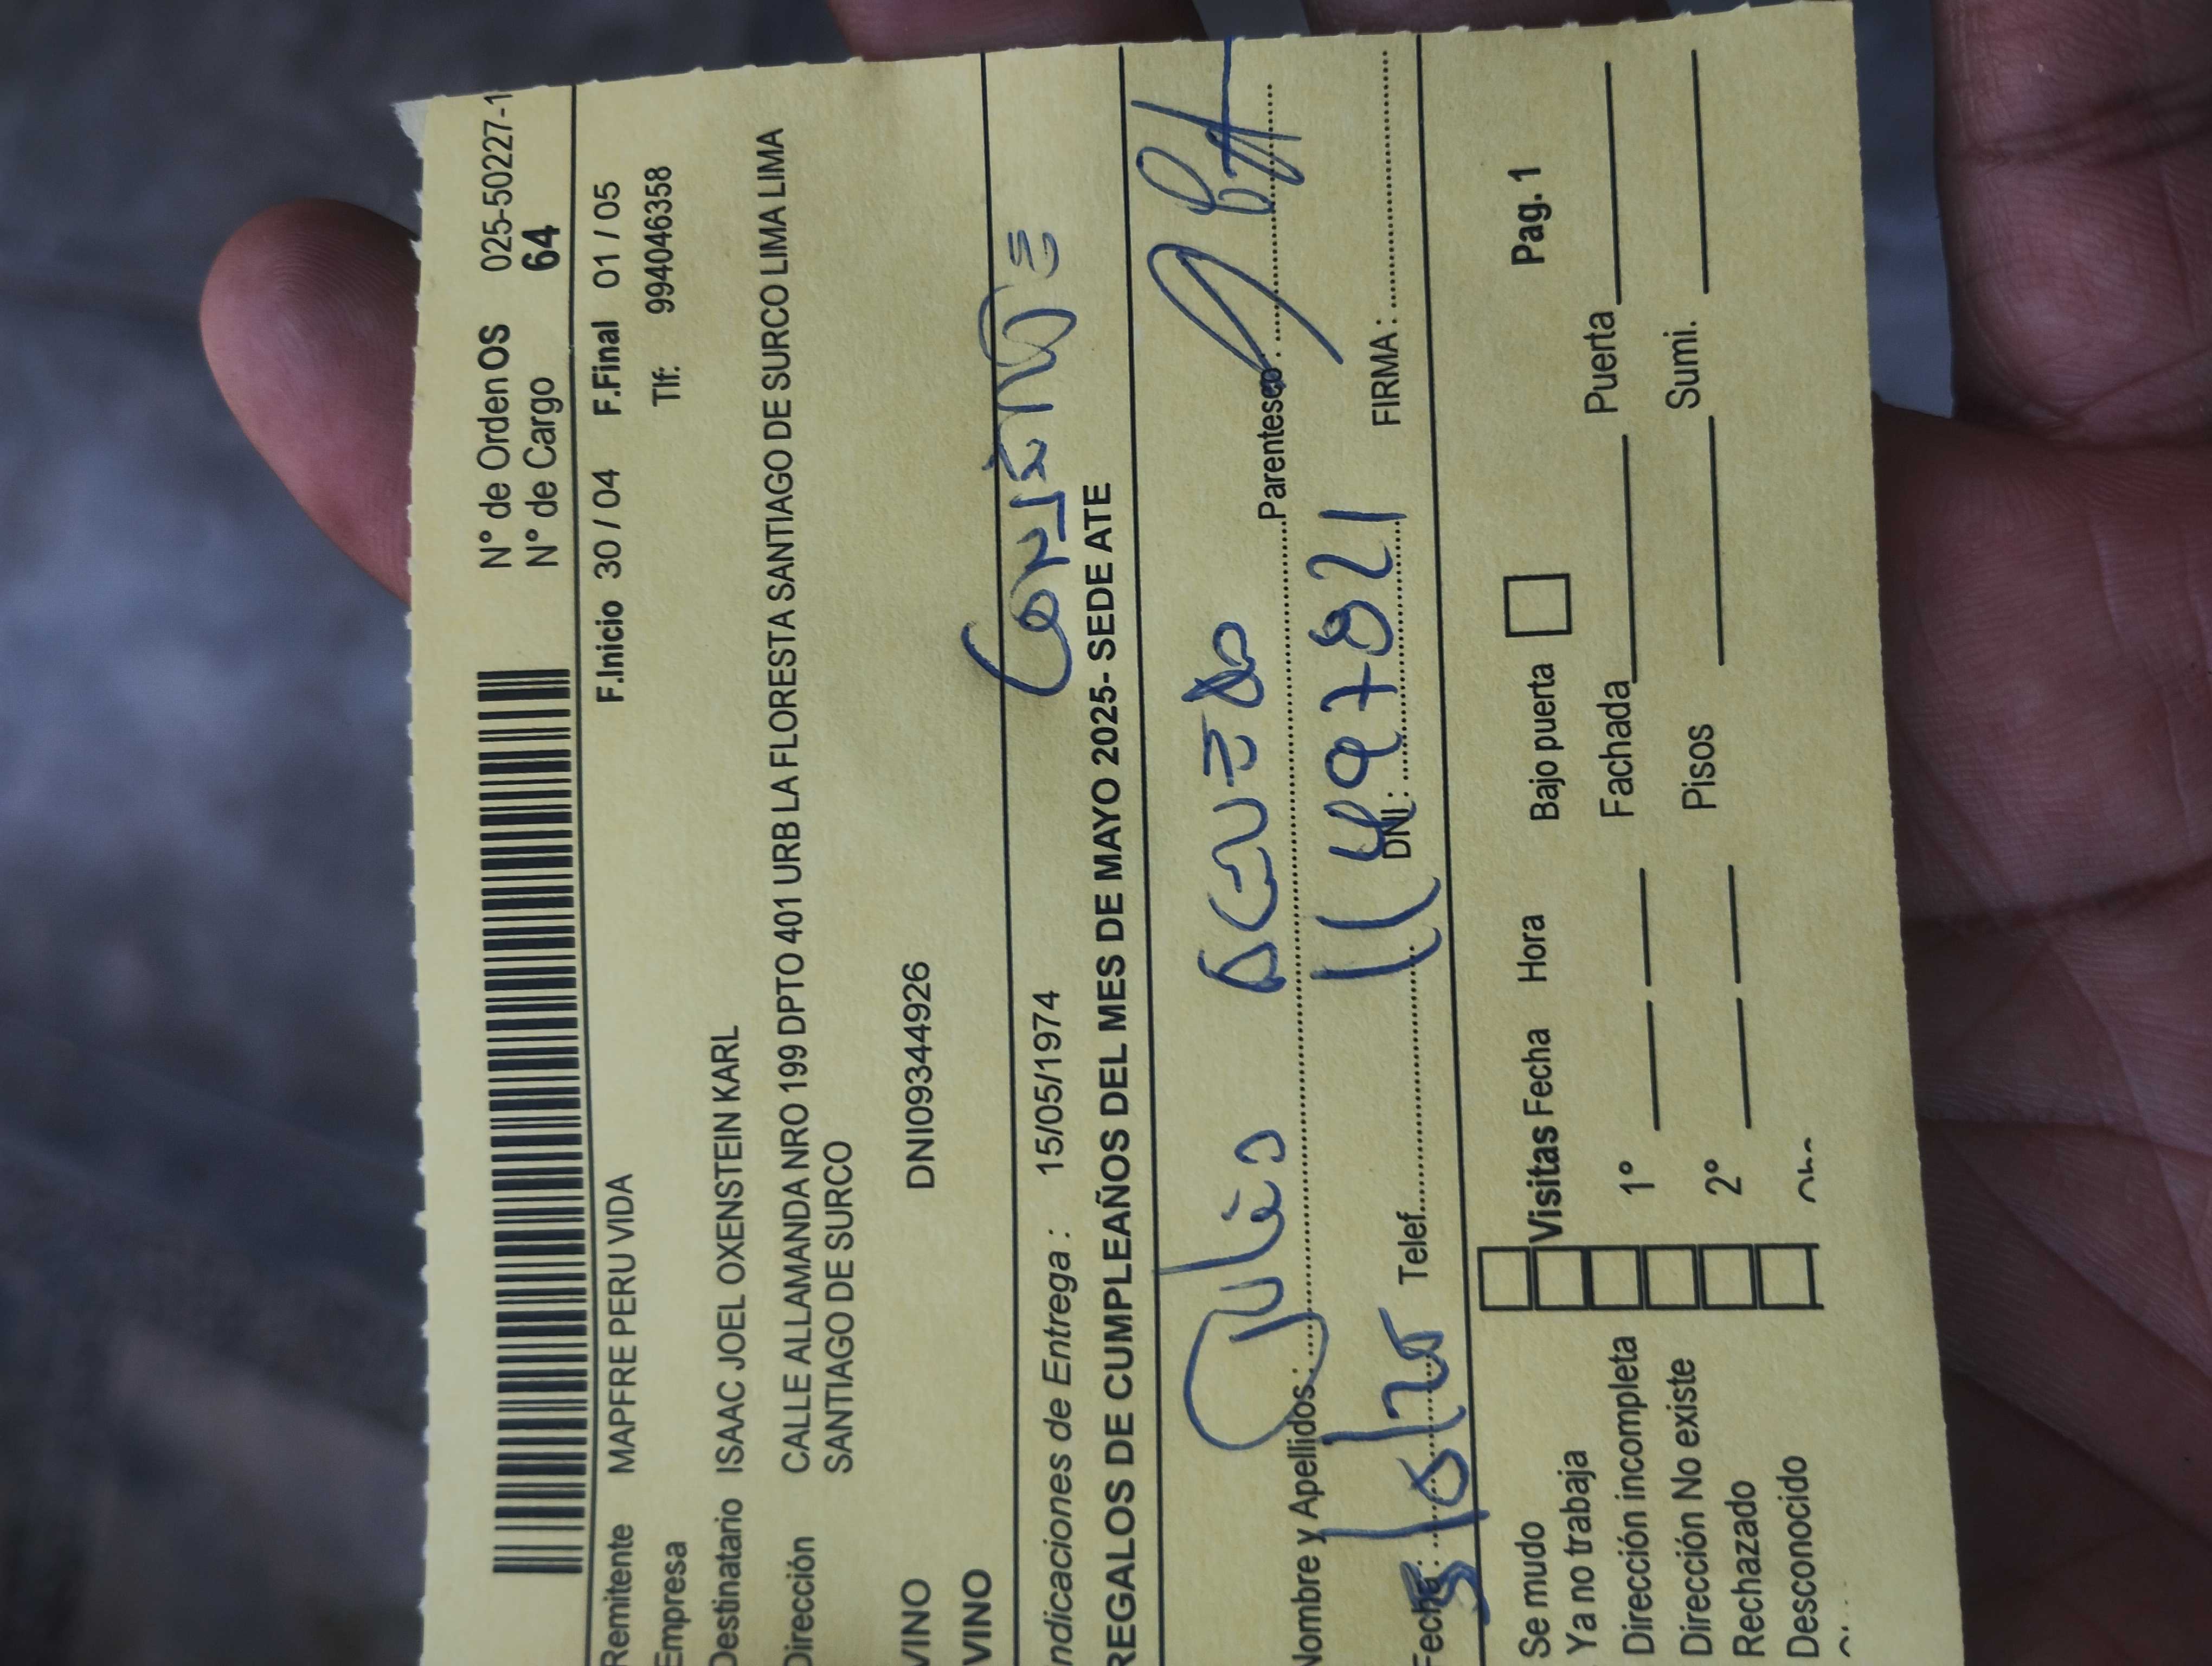 N° de Orden OS 025-50227-1
N° de Cargo 64
Remitente MAPFRE PERU VIDA F.Inicio 30 / 04 F.Final 01 / 05
Empresa Tlf: 994046358
Destinatario ISAAC JOEL OXENSTEIN KARL
Dirección CALLE ALLAMANDA NRO 199 DPTO 401 URB LA FLORESTA SANTIAGO DE SURCO LIMA LIMA
SANTIAGO DE SURCO
VINO DNI09344926
VINO
ndicaciones de Entrega : 15/05/1974
REGALOS DE CUMPLEAÑOS DEL MES DE MAYO 2025- SEDE ATE
Nombre y Apellidos: Julio Parentesco:
Fecha: Telef. DNI: FIRMA :
Se mudo
Ya no trabaja Visitas Fecha Hora Bajo puerta Pag. 1
Dirección incompleta 1° Fachada Puerta
Dirección No existe
Rechazado 2° Pisos Sumi.
Desconocido